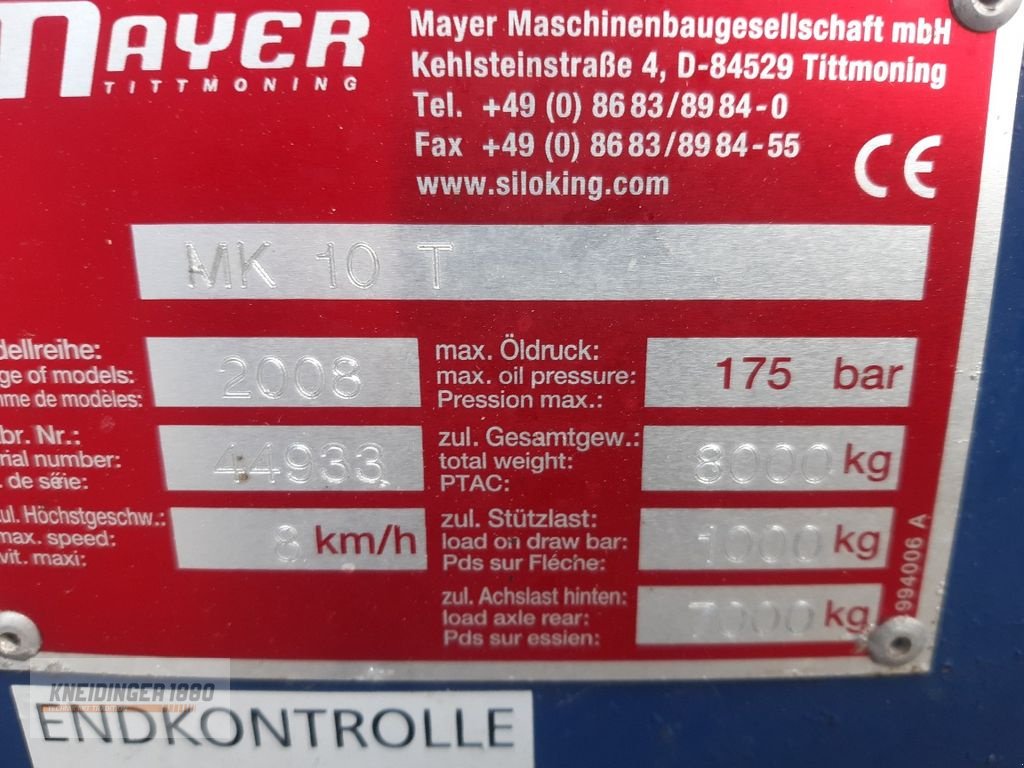 MAYER
TITTMONING
Mayer Maschinenbaugesellschaft mbH
Kehlsteinstraße 4, D-84529 Tittmoning
Tel. +49 (0) 86 83/89 84-0
Fax +49 (0) 86 83/89 84-55
www.siloking.com
CE
MK 10 T
dellreihe:
ge of models:
me de modèles:
2008
max. Öldruck:
max. oil pressure:
Pression max.:
175 bar
br. Nr.:
rial number:
. de série:
44933
zul. Gesamtgew.:
total weight:
PTAC:
8000 kg
ul. Höchstgeschw.:
max. speed:
vit. maxi:
8 km/h
zul. Stützlast:
load on draw bar:
Pds sur Fléche:
1000 kg
zul. Achslast hinten:
load axle rear:
Pds sur essien:
7000 kg
994006 A
KNEIDINGER 1880
ENDKONTROLLE